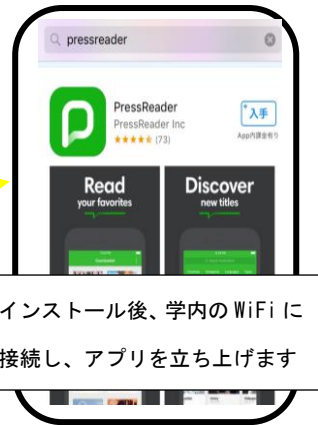 pressreader
PressReader
PressReader Inc
(73)
入手
App内課金有り
Read
your favorites
Discover
new titles
インストール後、学内のWiFiに
接続し、アプリを立ち上げます